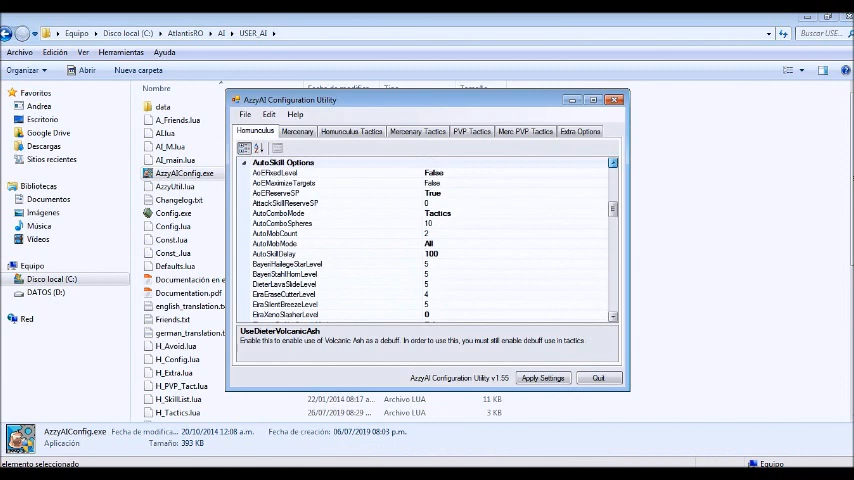 Equipo ▸ Disco local (C:) ▸ AtlantisRO ▸ AI ▸ USER_AI ▸
Buscar USE...
Archivo Edición Ver Herramientas Ayuda
Organizar Abrir Nueva carpeta
Favoritos
Andrea
Escritorio
Google Drive
Descargas
Sitios recientes
Bibliotecas
Documentos
Imágenes
Música
Vídeos
Equipo
Disco local (C:)
DATOS (D:)
Red
Nombre
data
A_Friends.lua
AI.lua
AI_M.lua
AI_main.lua
AzzyAIConfig.exe
AzzyUtil.lua
Changelog.txt
Config.exe
Config.lua
Const.lua
Const_.lua
Defaults.lua
Documentación en e
Documentation.pdf
english_translation.tx
Friends.txt
german_translation.
H_Avoid.lua
H_Config.lua
H_Extra.lua
H_PVP_Tact.lua
H_SkillList.lua 22/01/2014 08:17 a... Archivo LUA 11 KB
H_Tactics.lua 26/07/2019 08:29 ... Archivo LUA 3 KB
AzzyAI Configuration Utility
File Edit Help
Homunculus Mercenary Homunculus Tactics Mercenary Tactics PVP Tactics Merc PVP Tactics Extra Options
AutoSkill Options
AoEFixedLevel False
AoEMaximizeTargets False
AoEReserveSP True
AttackSkillReserveSP 0
AutoComboMode Tactics
AutoComboSpheres 10
AutoMobCount 2
AutoMobMode All
AutoSkillDelay 100
BayeriHailegeStarLevel 5
BayeriStahlHornLevel 5
DieterLavaSlideLevel 5
EiraEraseCutterLevel 4
EiraSilentBreezeLevel 5
EiraXenoSlasherLevel 0
UseDieterVolcanicAsh
Enable this to enable use of Volcanic Ash as a debuff. In order to use this, you must still enable debuff use in tactics
AzzyAI Configuration Utility v1.55 Apply Settings Quit
AzzyAIConfig.exe Fecha de modifica... 20/10/2014 12:08 a.m. Fecha de creación: 06/07/2019 08:03 p.m.
Aplicación Tamaño: 393 KB
elemento seleccionado Equipo